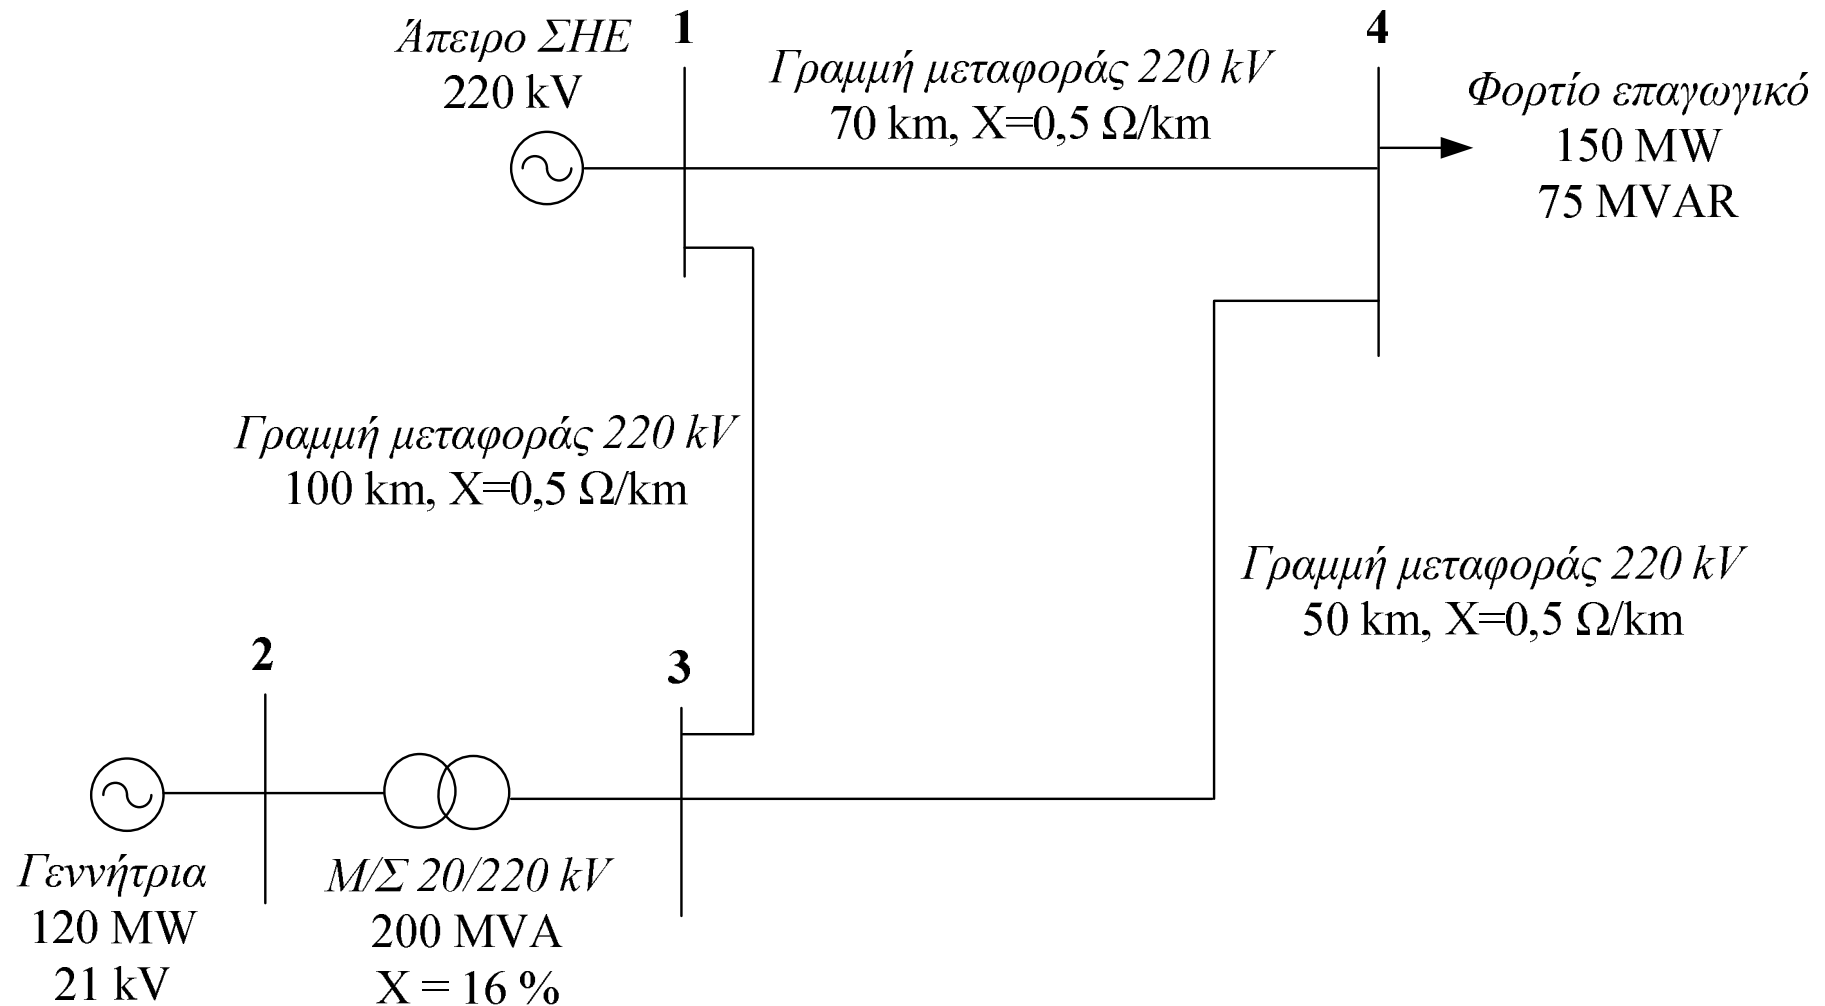 Άπειρο ΣΗΕ
220 kV
1
Γραμμή μεταφοράς 220 kV
70 km, X=0,5 Ω/km
4
Φορτίο επαγωγικό
150 MW
75 MVAR
Γραμμή μεταφοράς 220 kV
100 km, X=0,5 Ω/km
Γραμμή μεταφοράς 220 kV
50 km, X=0,5 Ω/km
2
3
Γεννήτρια
120 MW
21 kV
Μ/Σ 20/220 kV
200 MVA
X = 16 %